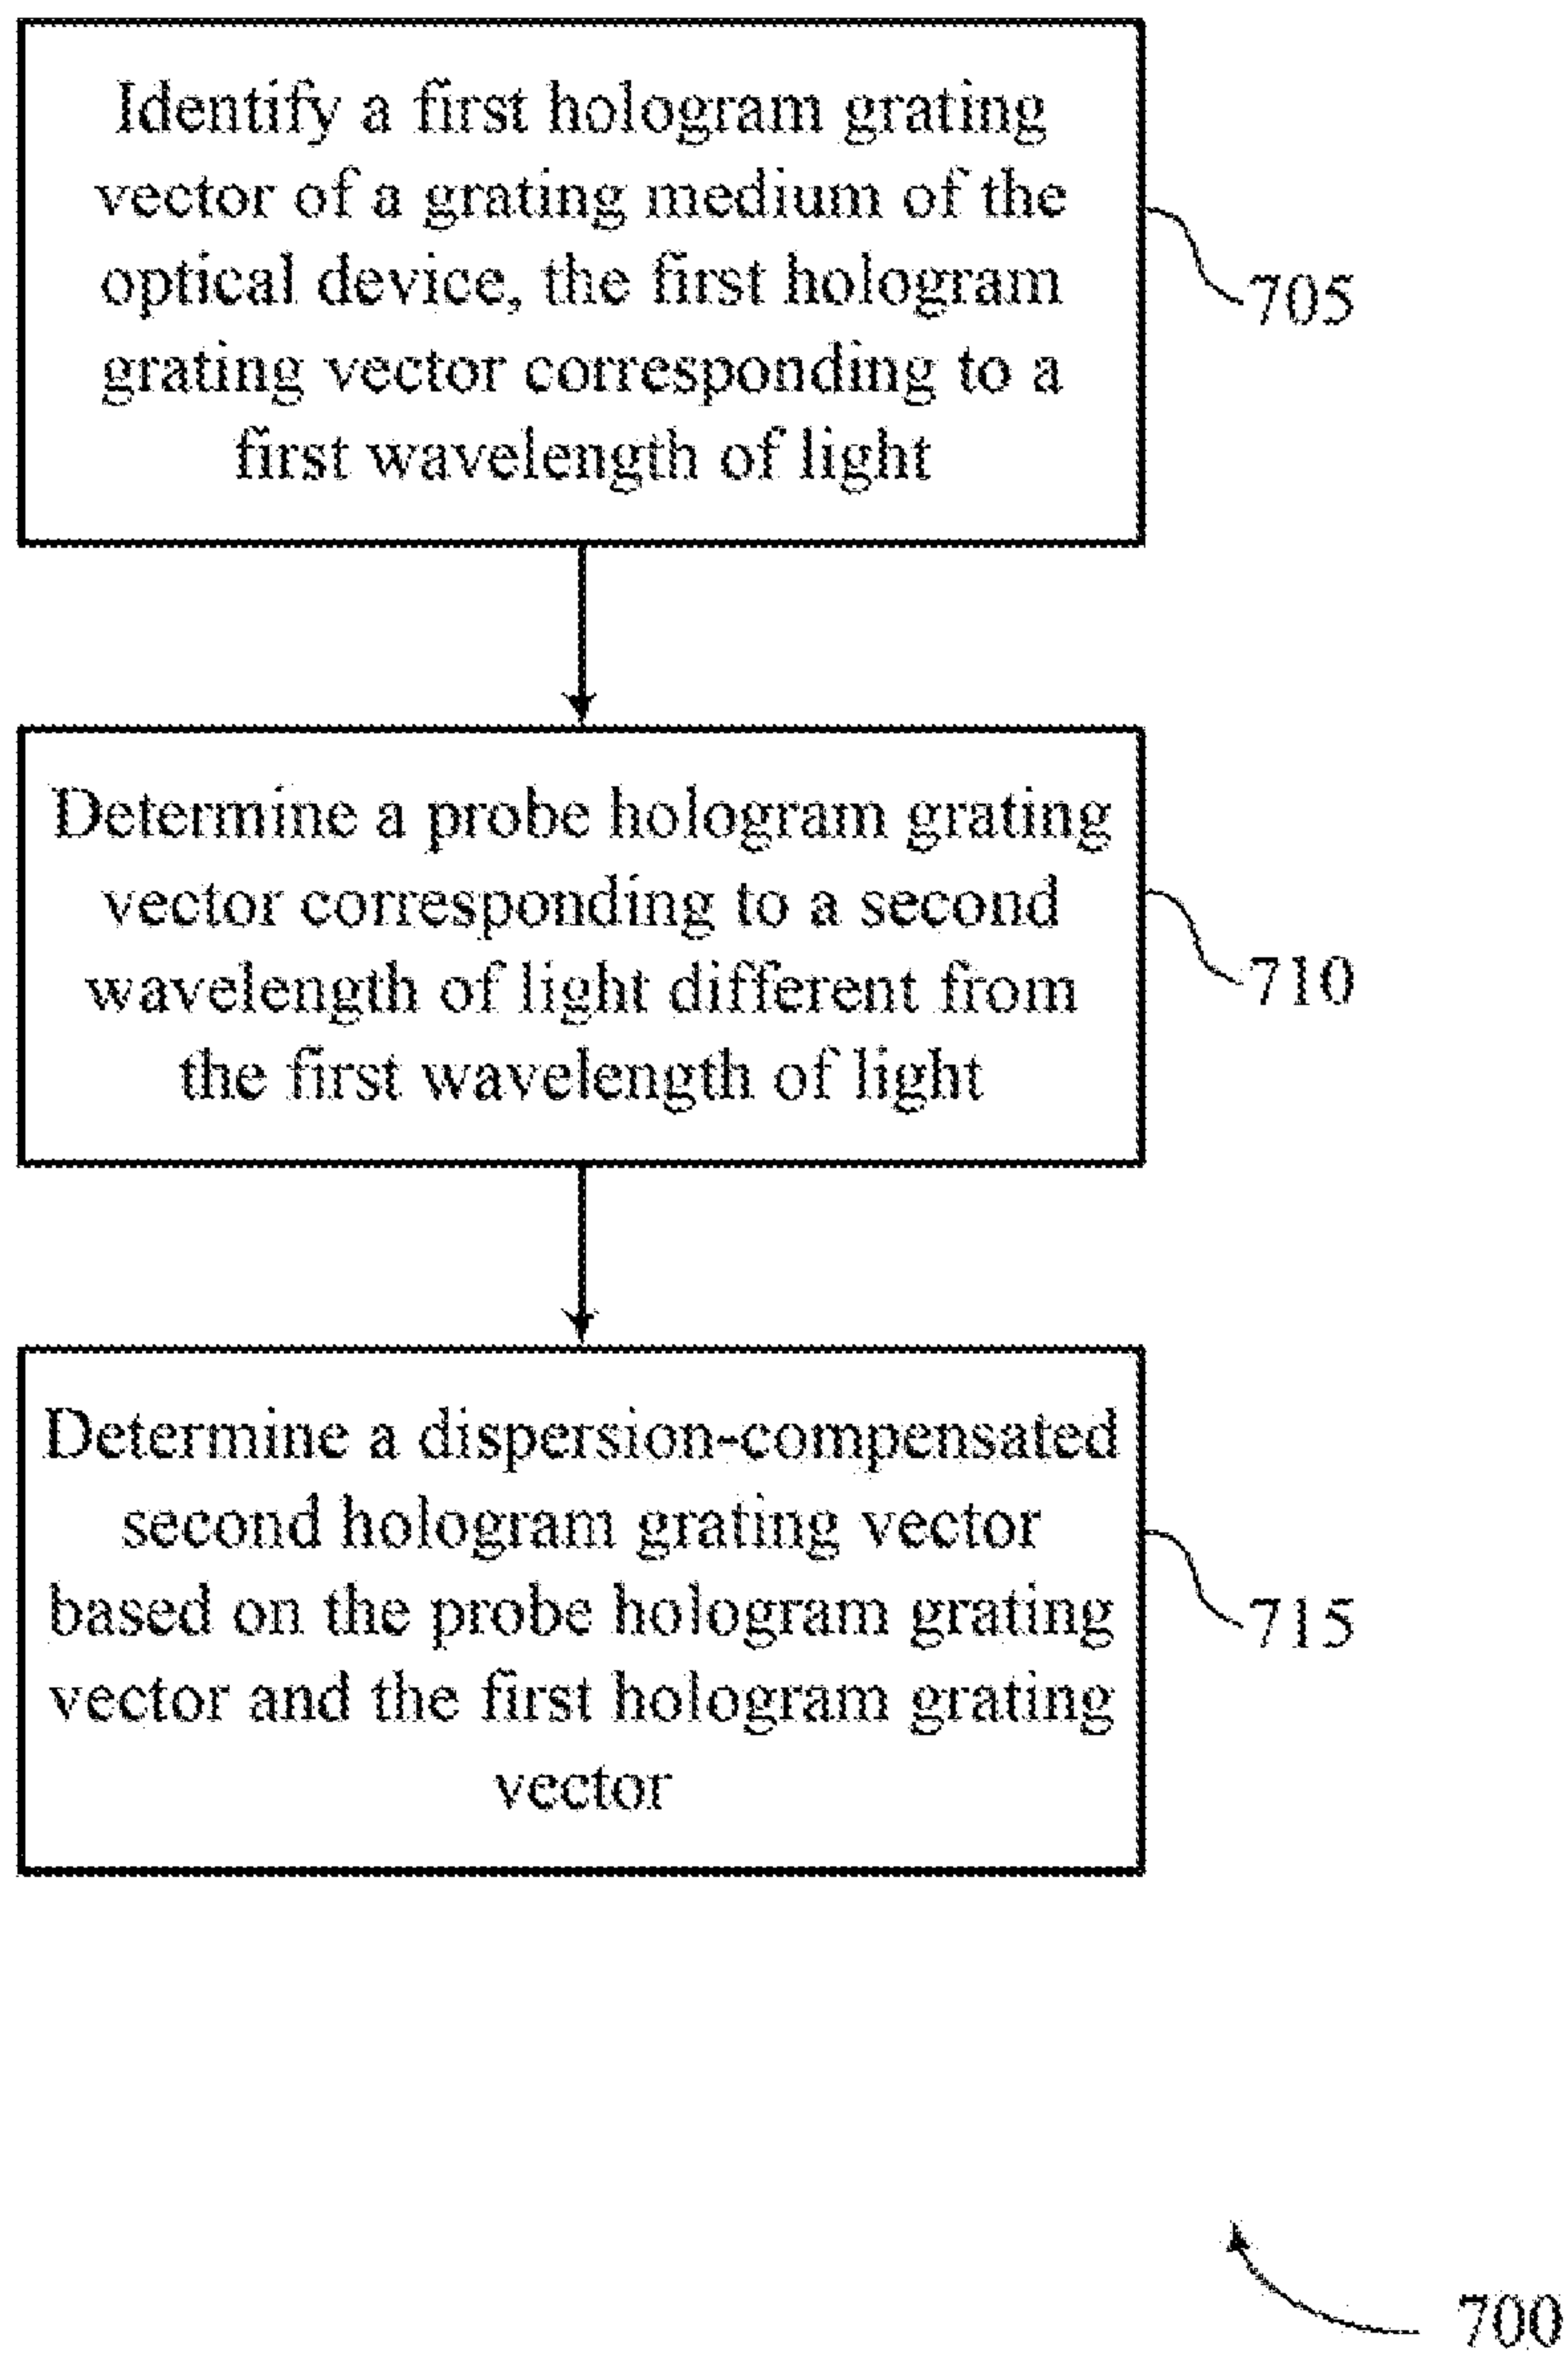 Identify a first hologram grating
vector of a grating medium of the
optical device, the first hologram
grating vector corresponding to a
first wavelength of light
705
Determine a probe hologram grating
vector corresponding to a second
wavelength of light different from
the first wavelength of light
710
Determine a dispersion-compensated
second hologram grating vector
based on the probe hologram grating
vector and the first hologram grating
vector
715
700